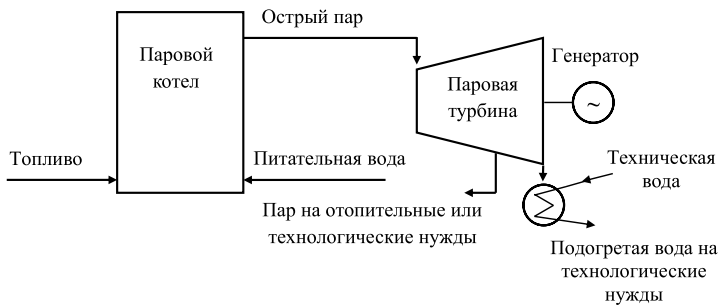 Острый пар
Паровой
котел
Генератор
Паровая
турбина
~
Топливо
Питательная вода
Техническая
вода
Пар на отопительные или
технологические нужды
Подогретая вода на
технологические
нужды